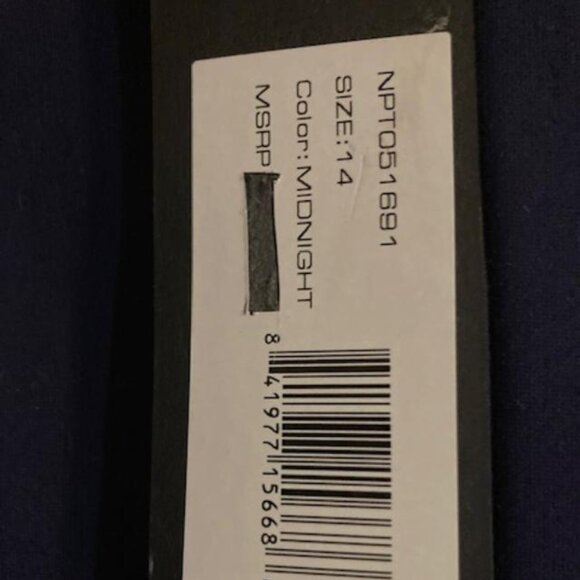 NPT051691
SIZE:14
Color:MIDNIGHT
MSRP
8 41977 15668